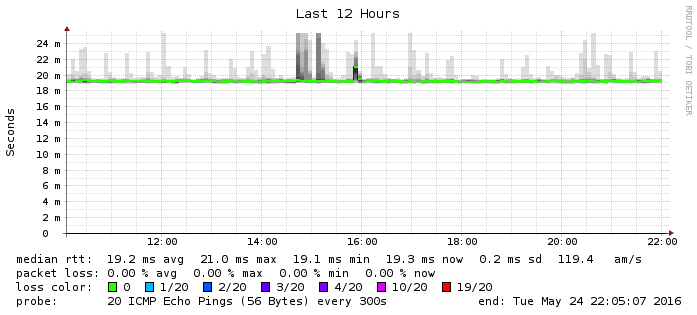 Last 12 Hours
RRDTOOL / TOBI OETIKER
Seconds
24 m
22 m
20 m
18 m
16 m
14 m
12 m
10 m
8 m
6 m
4 m
2 m
0
12:00 14:00 16:00 18:00 20:00 22:00
median rtt: 19.2 ms avg 21.0 ms max 19.1 ms min 19.3 ms now 0.2 ms sd 119.4 am/s
packet loss: 0.00 % avg 0.00 % max 0.00 % min 0.00 % now
loss color: 0 1/20 2/20 3/20 4/20 10/20 19/20
probe: 20 ICMP Echo Pings (56 Bytes) every 300s end: Tue May 24 22:05:07 2016